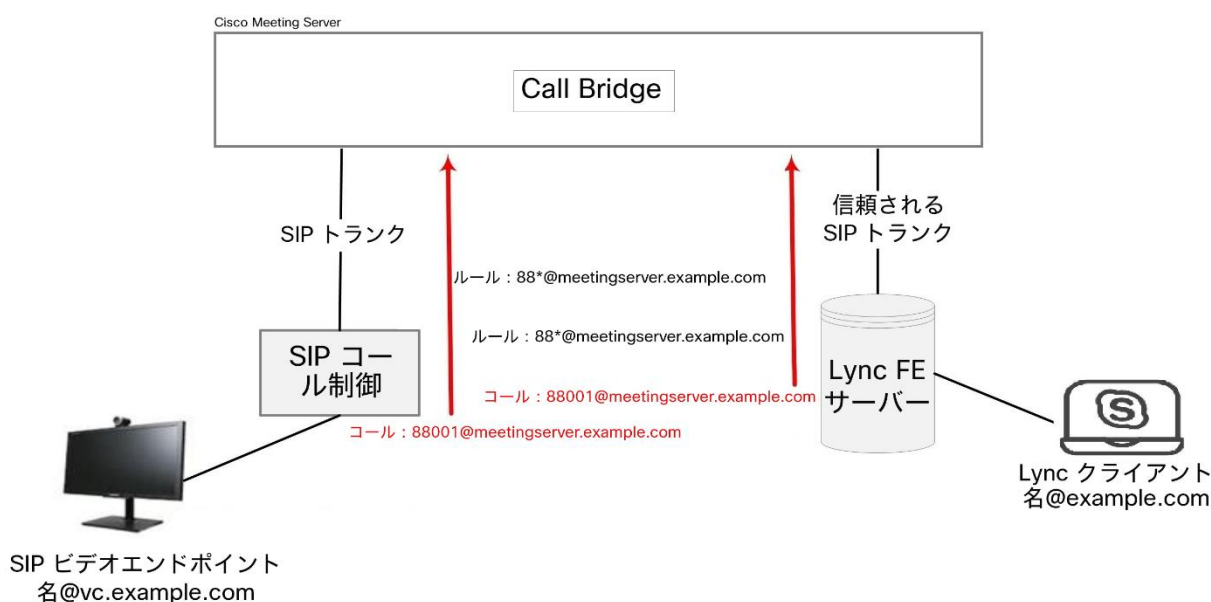 Cisco Meeting Server
Call Bridge
SIP トランク
信頼される
SIP トランク
ルール：88*@meetingserver.example.com
ルール：88*@meetingserver.example.com
SIP コー
ル制御
Lync FE
サーバー
コール：88001@meetingserver.example.com
コール：88001@meetingserver.example.com
Lync クライアント
名@example.com
SIP ビデオエンドポイント
名@vc.example.com